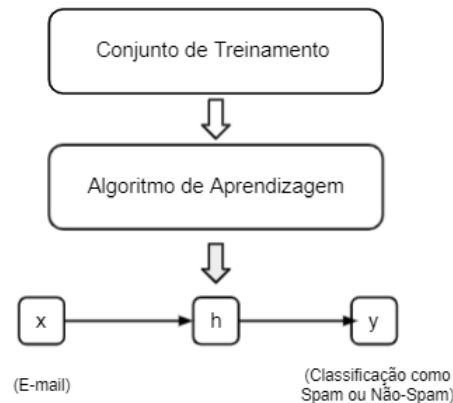 Conjunto de Treinamento
Algoritmo de Aprendizagem
x
h
y
(E-mail)
(Classificação como
Spam ou Não-Spam)